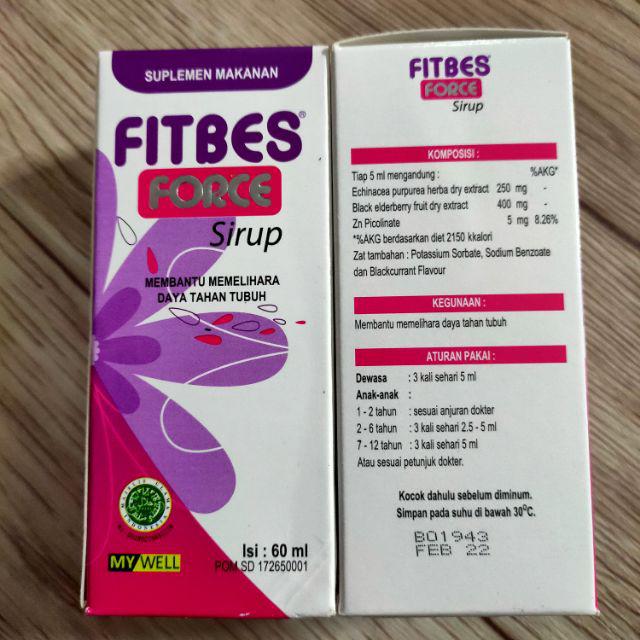 SUPLEMEN MAKANAN
FITBES®
FORCE
Sirup
MEMBANTU MEMELIHARA
DAYA TAHAN TUBUH
MAJELIS ULAMA
INDONESIA
MY WELL
Isi : 60 ml
POM SD 172650001
FITBES®
FORCE
Sirup
KOMPOSISI :
Tiap 5 ml mengandung : %AKG*
Echinacea purpurea herba dry extract 250 mg -
Black elderberry fruit dry extract 400 mg -
Zn Picolinate 5 mg 8.26%
*%AKG berdasarkan diet 2150 kkalori
Zat tambahan : Potassium Sorbate, Sodium Benzoate
dan Blackcurrant Flavour
KEGUNAAN :
Membantu memelihara daya tahan tubuh
ATURAN PAKAI :
Dewasa : 3 kali sehari 5 ml
Anak-anak :
1 - 2 tahun : sesuai anjuran dokter
2 - 6 tahun : 3 kali sehari 2.5 - 5 ml
7 - 12 tahun : 3 kali sehari 5 ml
Atau sesuai petunjuk dokter.
Kocok dahulu sebelum diminum.
Simpan pada suhu di bawah 30°C.
B01943
FEB 22